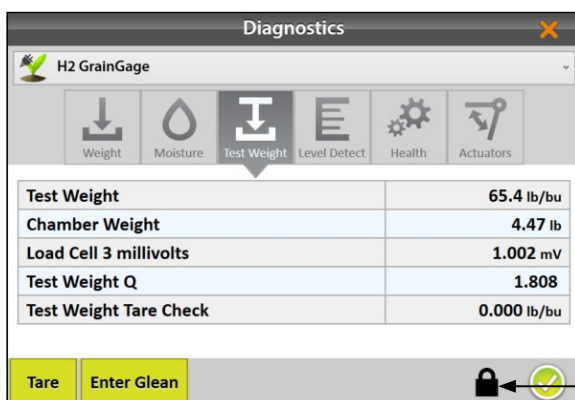 Diagnostics
H2 GrainGage
Weight Moisture Test Weight Level Detect Health Actuators
Test Weight 65.4 lb/bu
Chamber Weight 4.47 lb
Load Cell 3 millivolts 1.002 mV
Test Weight Q 1.808
Test Weight Tare Check 0.000 lb/bu
Tare Enter Glean